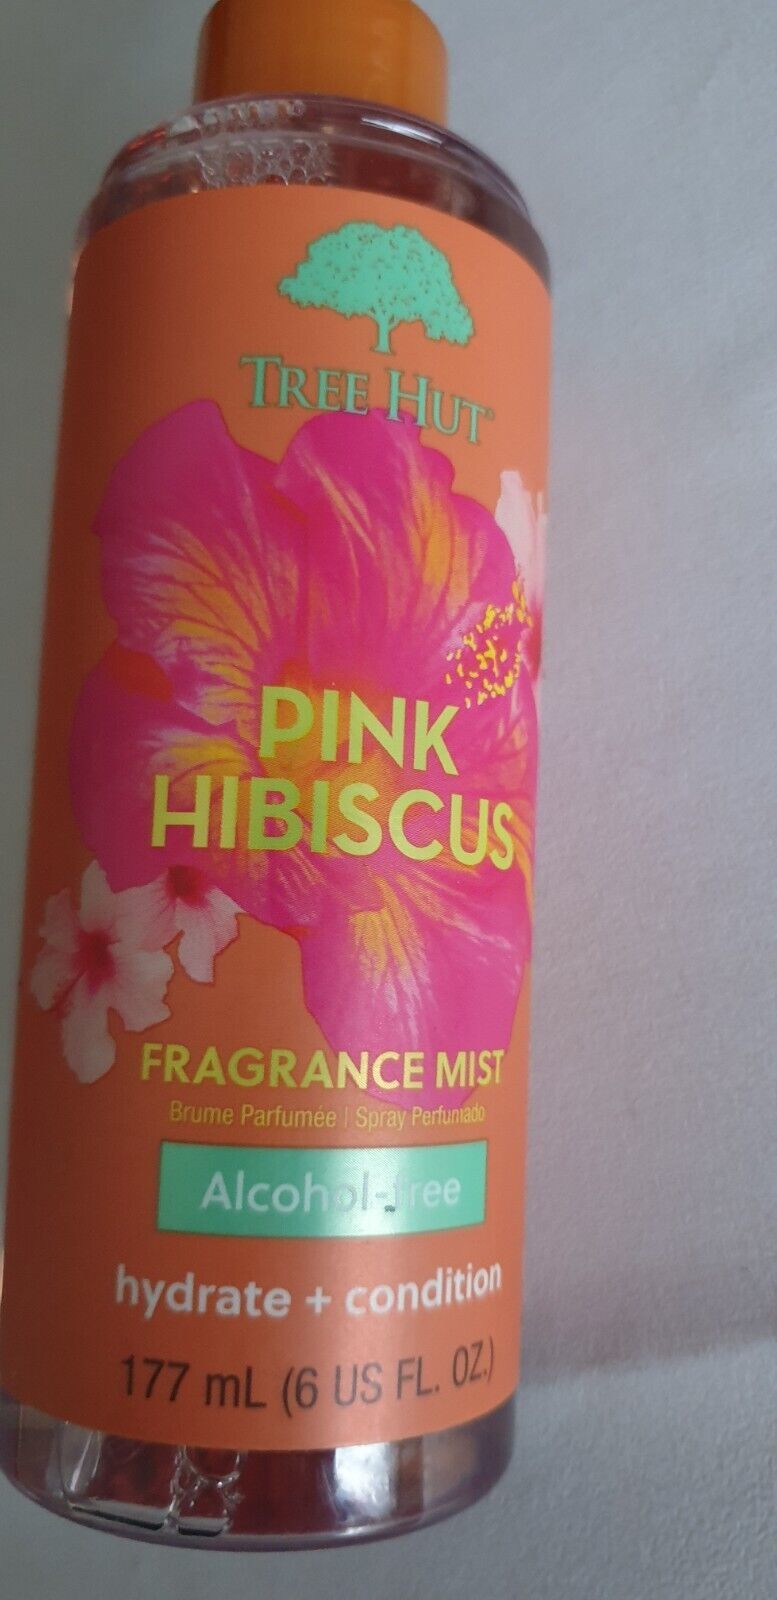 TREE HUT
PINK
HIBISCUS
FRAGRANCE MIST
Brume Parfumée | Spray Perfumado
Alcohol-free
hydrate + condition
177 mL (6 US FL. OZ.)